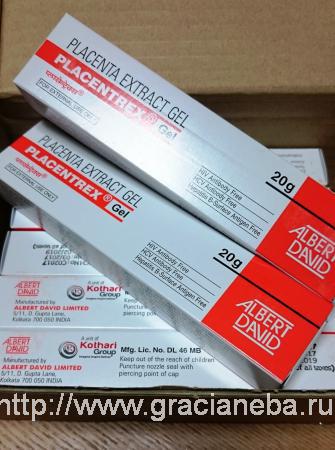 PLACENTA EXTRACT GEL
PLACENTREX® Gel
FOR EXTERNAL USE ONLY
20g
HIV Antibody Free
HCV Antibody Free
Hepatitis B-Surface Antigen Free
ALBERT
DAVID
PLACENTA EXTRACT GEL
PLACENTREX® Gel
FOR EXTERNAL USE ONLY
20g
HIV Antibody Free
HCV Antibody Free
Hepatitis B-Surface Antigen Free
ALBERT
DAVID
Manufactured by
ALBERT DAVID LIMITED
5/11, D. Gupta Lane,
Kolkata 700 050 INDIA
A unit of
Kothari
Group
Manufactured by
ALBERT DAVID LIMITED
5/11, D. Gupta Lane,
Kolkata 700 050 INDIA
A unit of
Kothari
Group
Mfg. Lic. No. DL 46 MB
Keep out of the reach of children
Puncture nozzle seal with
piercing point of cap
http://www.gracianeba.ru